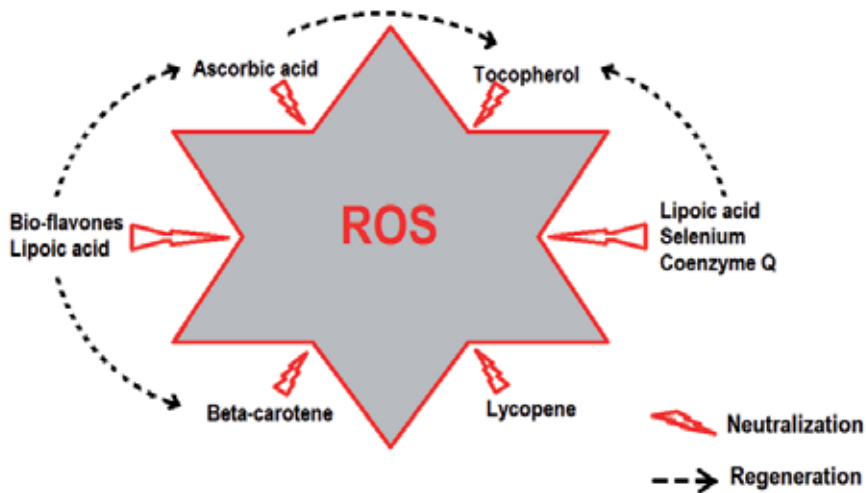 Ascorbic acid
Tocopherol
Bio-flavones
Lipoic acid
ROS
Lipoic acid
Selenium
Coenzyme Q
Beta-carotene
Lycopene
Neutralization
Regeneration